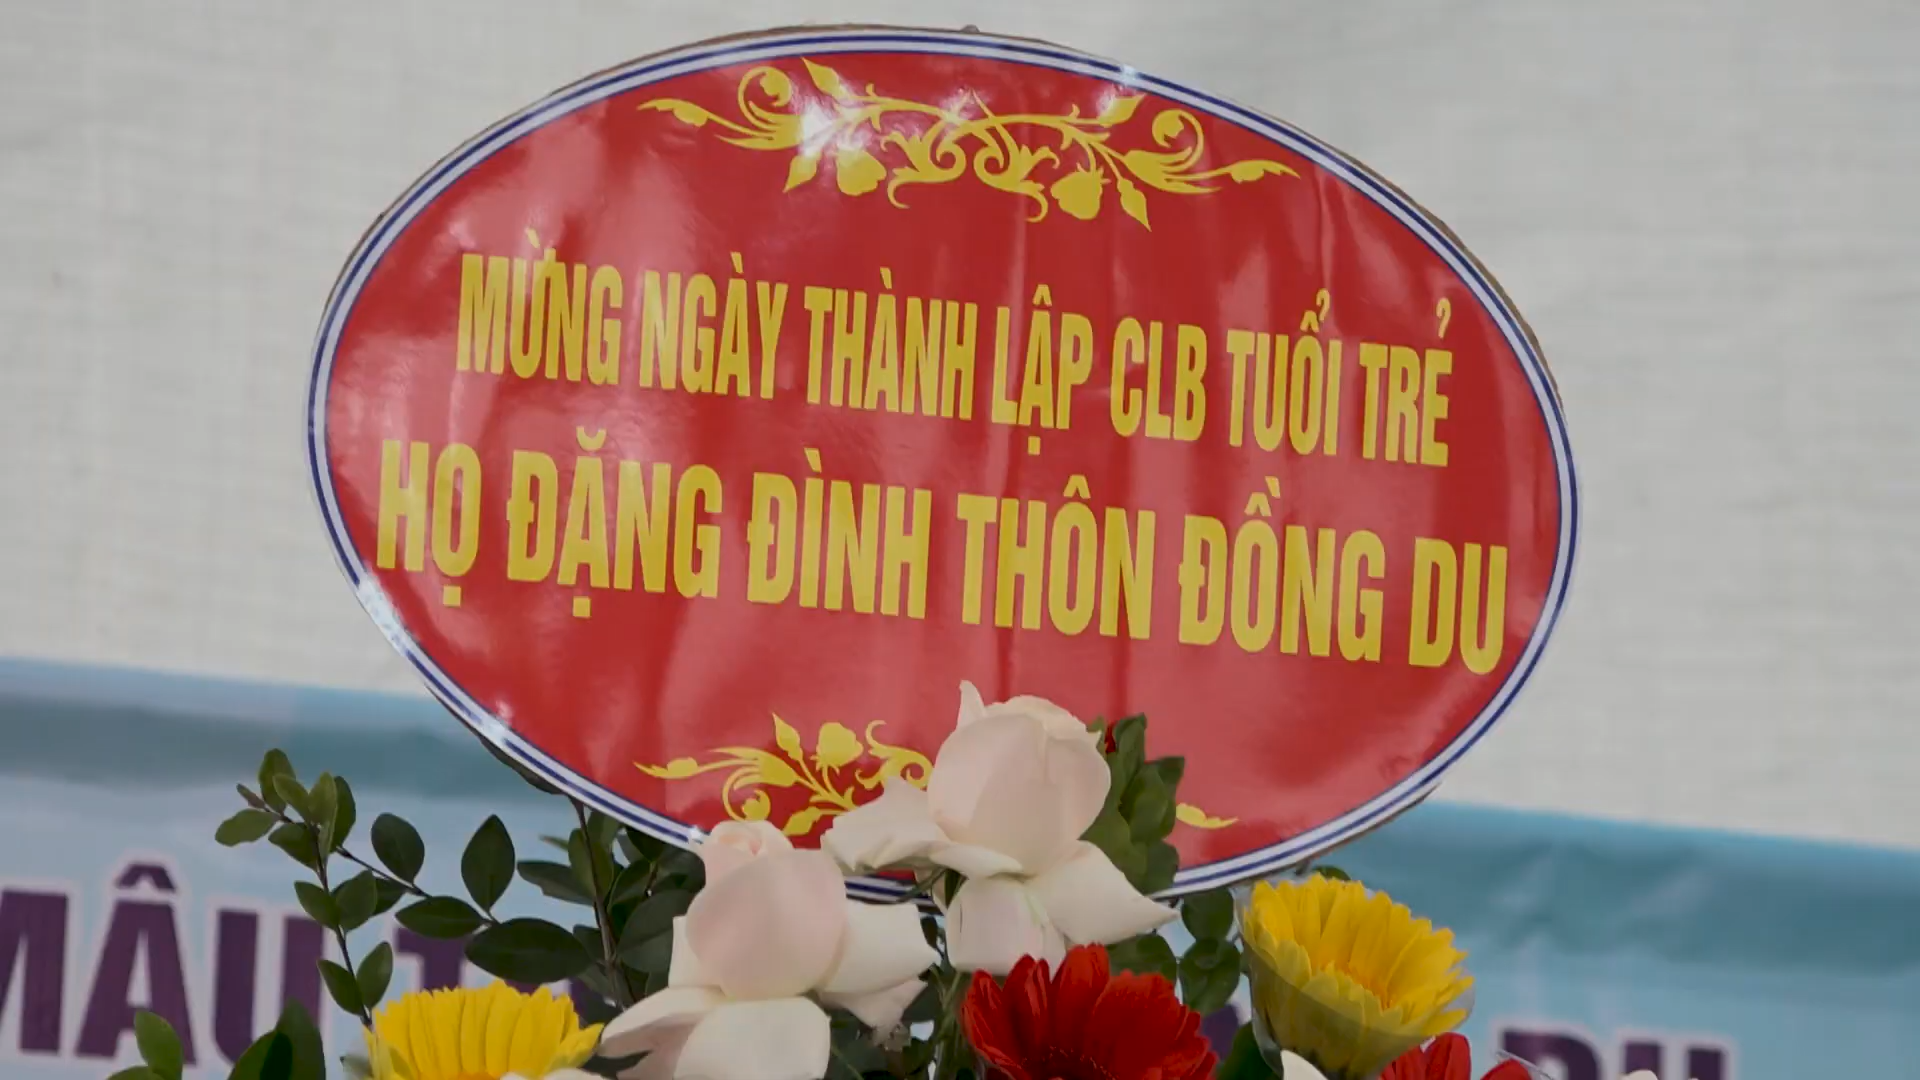 MỪNG NGÀY THÀNH LẬP CLB TUỔI TRẺ
HỌ ĐẶNG ĐÌNH THÔN ĐỒNG DU